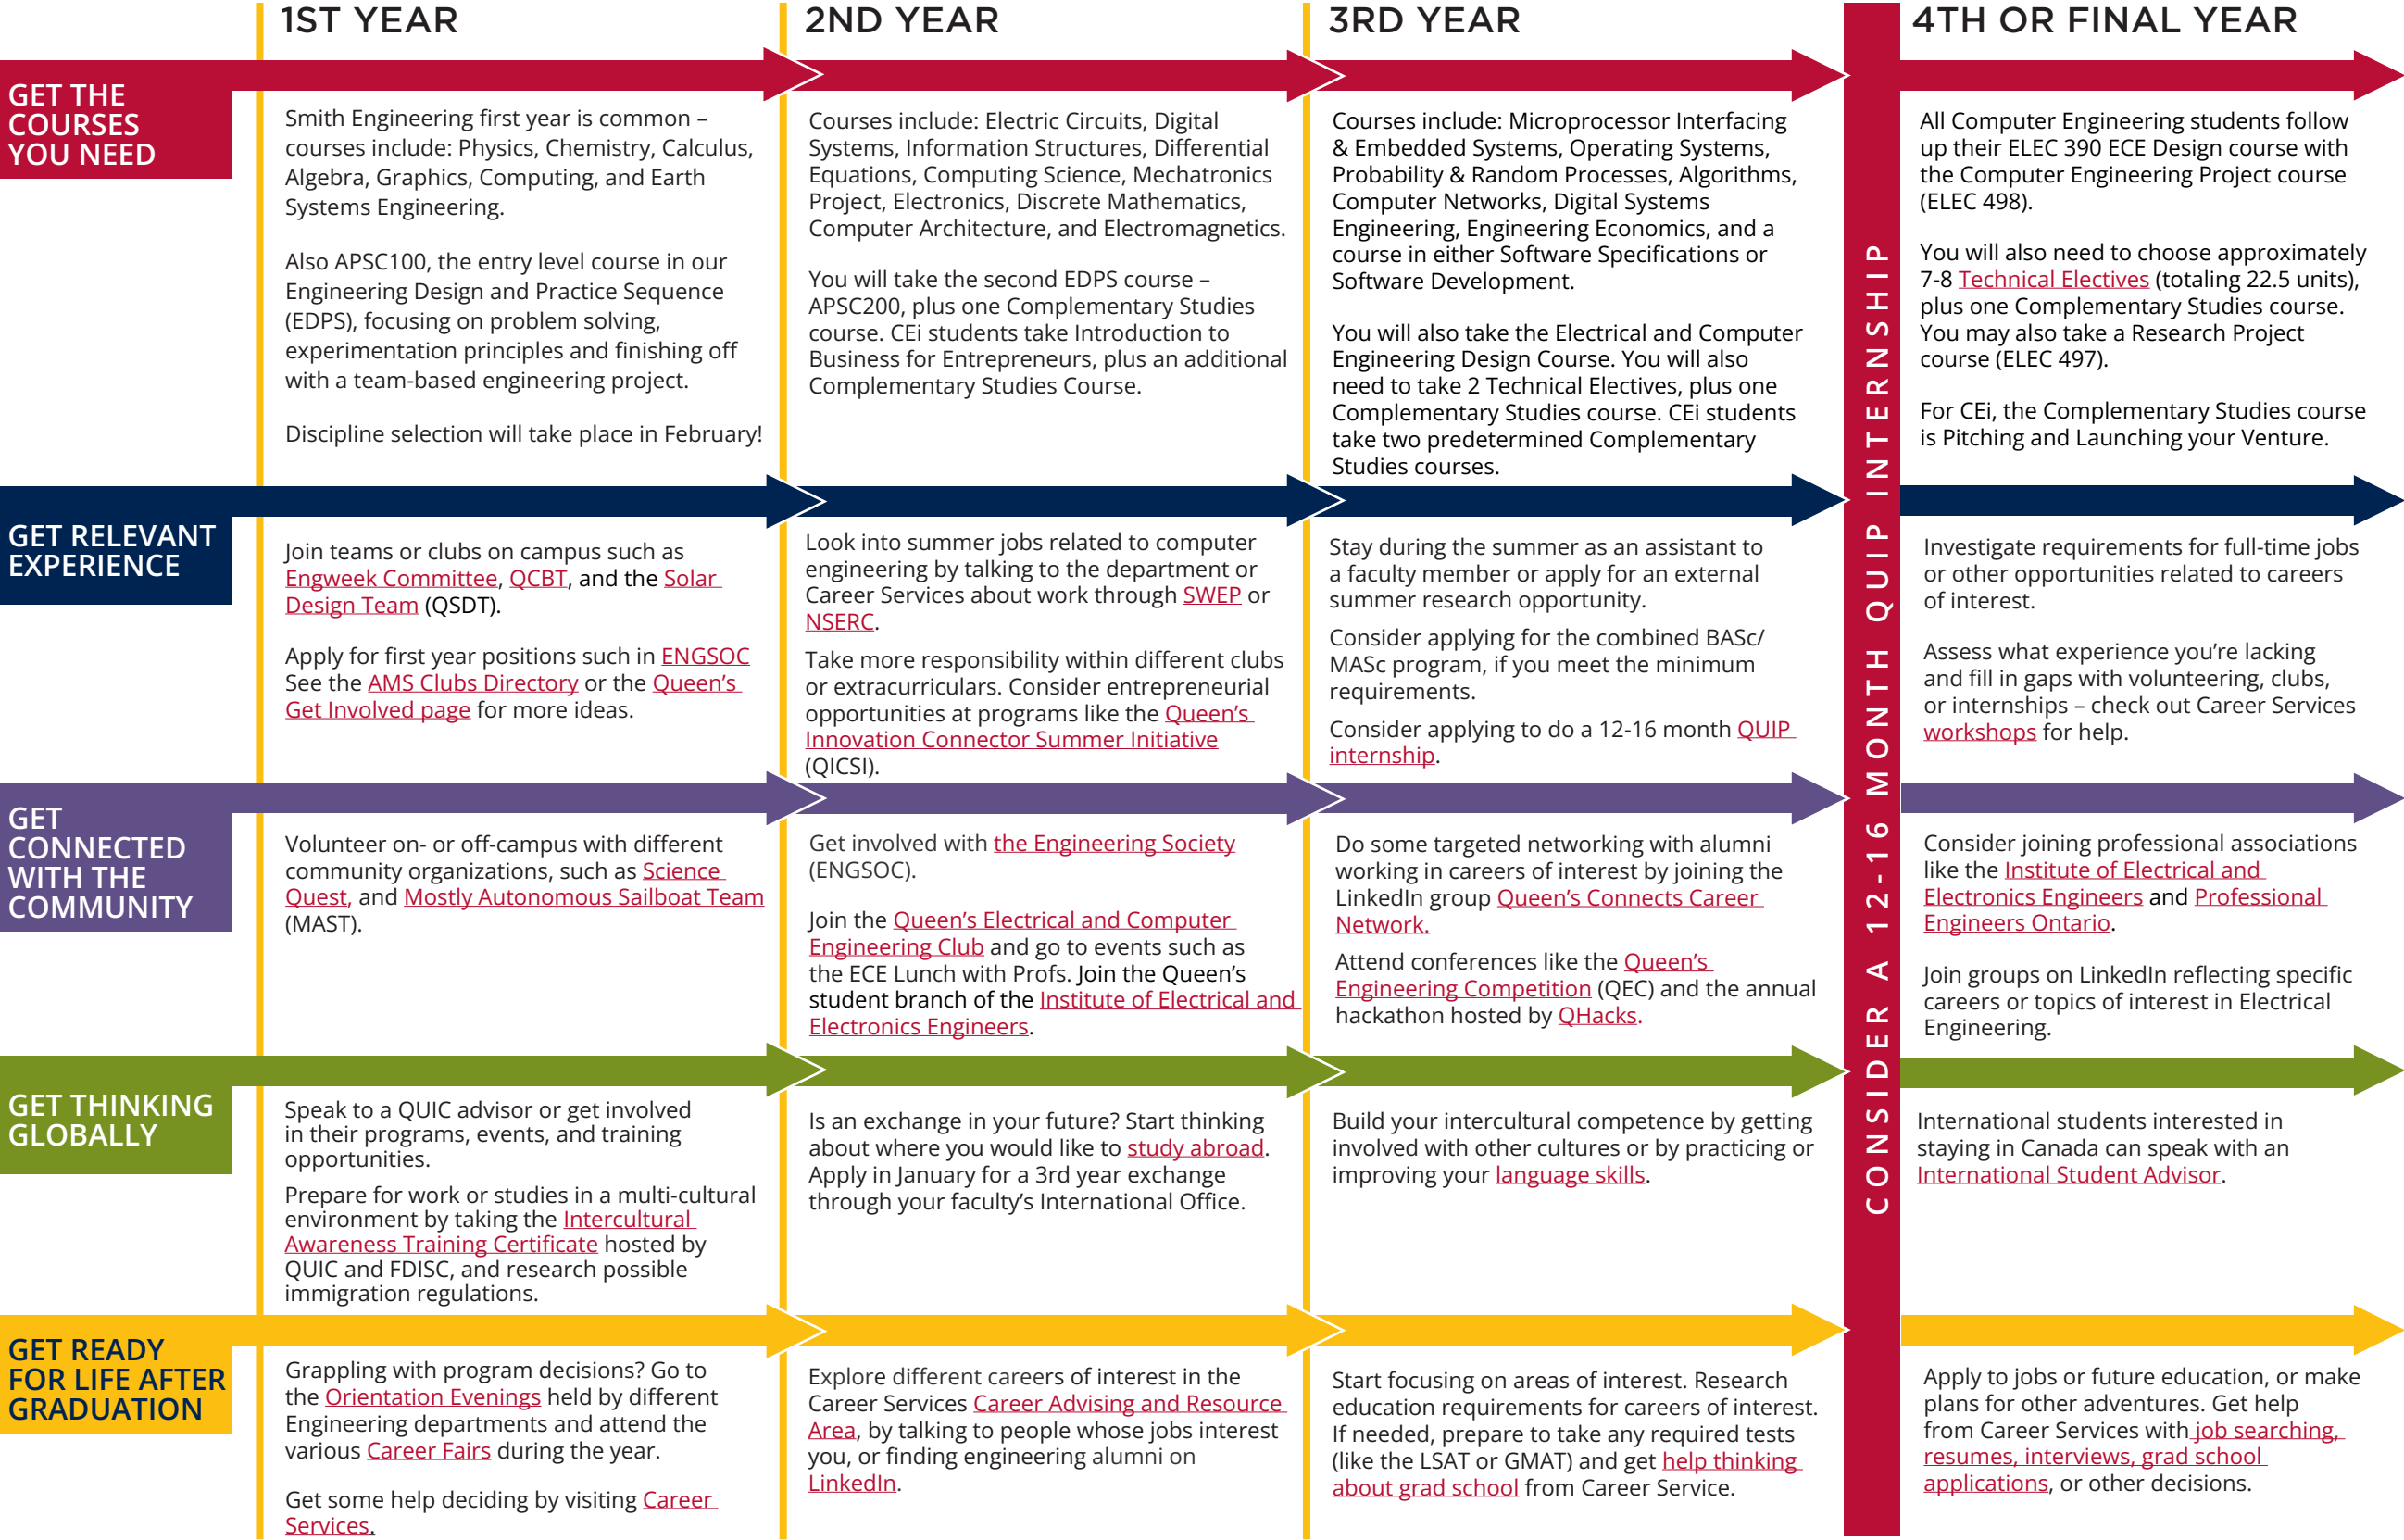 1ST YEAR
2ND YEAR
3RD YEAR
4TH OR FINAL YEAR
GET THE
COURSES
YOU NEED
Smith Engineering first year is common –
courses include: Physics, Chemistry, Calculus,
Algebra, Graphics, Computing, and Earth
Systems Engineering.
Also APSC100, the entry level course in our
Engineering Design and Practice Sequence
(EDPS), focusing on problem solving,
experimentation principles and finishing off
with a team-based engineering project.
Discipline selection will take place in February!
Courses include: Electric Circuits, Digital
Systems, Information Structures, Differential
Equations, Computing Science, Mechatronics
Project, Electronics, Discrete Mathematics,
Computer Architecture, and Electromagnetics.
You will take the second EDPS course –
APSC200, plus one Complementary Studies
course. CEi students take Introduction to
Business for Entrepreneurs, plus an additional
Complementary Studies Course.
Courses include: Microprocessor Interfacing
& Embedded Systems, Operating Systems,
Probability & Random Processes, Algorithms,
Computer Networks, Digital Systems
Engineering, Engineering Economics, and a
course in either Software Specifications or
Software Development.
You will also take the Electrical and Computer
Engineering Design Course. You will also
need to take 2 Technical Electives, plus one
Complementary Studies course. CEi students
take two predetermined Complementary
Studies courses.
CONSIDER A 12-16 MONTH QUIP INTERNSHIP
All Computer Engineering students follow
up their ELEC 390 ECE Design course with
the Computer Engineering Project course
(ELEC 498).
You will also need to choose approximately
7-8 Technical Electives (totaling 22.5 units),
plus one Complementary Studies course.
You may also take a Research Project
course (ELEC 497).
For CEi, the Complementary Studies course
is Pitching and Launching your Venture.
GET RELEVANT
EXPERIENCE
Join teams or clubs on campus such as
Engweek Committee, QCBT, and the Solar
Design Team (QSDT).
Apply for first year positions such in ENGSOC
See the AMS Clubs Directory or the Queen's
Get Involved page for more ideas.
Look into summer jobs related to computer
engineering by talking to the department or
Career Services about work through SWEP or
NSERC.
Take more responsibility within different clubs
or extracurriculars. Consider entrepreneurial
opportunities at programs like the Queen's
Innovation Connector Summer Initiative
(QICSI).
Stay during the summer as an assistant to
a faculty member or apply for an external
summer research opportunity.
Consider applying for the combined BASc/
MASc program, if you meet the minimum
requirements.
Consider applying to do a 12-16 month QUIP
internship.
Investigate requirements for full-time jobs
or other opportunities related to careers
of interest.
Assess what experience you're lacking
and fill in gaps with volunteering, clubs,
or internships – check out Career Services
workshops for help.
GET
CONNECTED
WITH THE
COMMUNITY
Volunteer on- or off-campus with different
community organizations, such as Science
Quest, and Mostly Autonomous Sailboat Team
(MAST).
Get involved with the Engineering Society
(ENGSOC).
Join the Queen's Electrical and Computer
Engineering Club and go to events such as
the ECE Lunch with Profs. Join the Queen's
student branch of the Institute of Electrical and
Electronics Engineers.
Do some targeted networking with alumni
working in careers of interest by joining the
LinkedIn group Queen's Connects Career
Network.
Attend conferences like the Queen's
Engineering Competition (QEC) and the annual
hackathon hosted by QHacks.
Consider joining professional associations
like the Institute of Electrical and
Electronics Engineers and Professional
Engineers Ontario.
Join groups on LinkedIn reflecting specific
careers or topics of interest in Electrical
Engineering.
GET THINKING
GLOBALLY
Speak to a QUIC advisor or get involved
in their programs, events, and training
opportunities.
Prepare for work or studies in a multi-cultural
environment by taking the Intercultural
Awareness Training Certificate hosted by
QUIC and FDISC, and research possible
immigration regulations.
Is an exchange in your future? Start thinking
about where you would like to study abroad.
Apply in January for a 3rd year exchange
through your faculty's International Office.
Build your intercultural competence by getting
involved with other cultures or by practicing or
improving your language skills.
International students interested in
staying in Canada can speak with an
International Student Advisor.
GET READY
FOR LIFE AFTER
GRADUATION
Grappling with program decisions? Go to
the Orientation Evenings held by different
Engineering departments and attend the
various Career Fairs during the year.
Get some help deciding by visiting Career
Services.
Explore different careers of interest in the
Career Services Career Advising and Resource
Area, by talking to people whose jobs interest
you, or finding engineering alumni on
LinkedIn.
Start focusing on areas of interest. Research
education requirements for careers of interest.
If needed, prepare to take any required tests
(like the LSAT or GMAT) and get help thinking
about grad school from Career Service.
Apply to jobs or future education, or make
plans for other adventures. Get help
from Career Services with job searching,
resumes, interviews, grad school
applications, or other decisions.